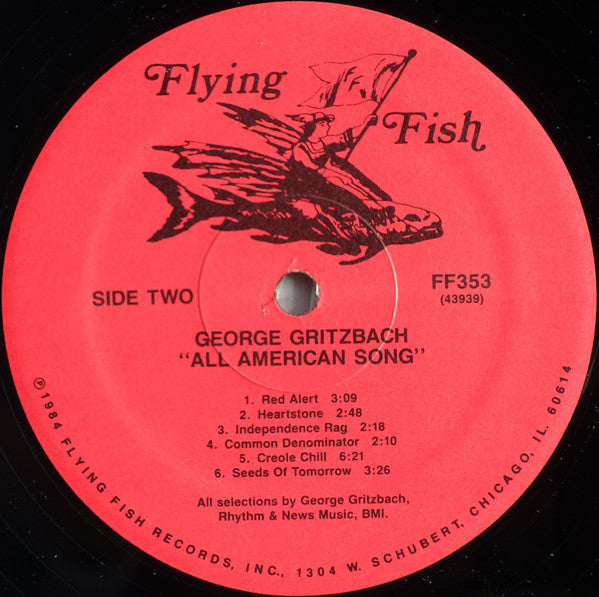 Flying
Fish
SIDE TWO
FF353
(43939)
GEORGE GRITZBACH
"ALL AMERICAN SONG"
1. Red Alert 3:09
2. Heartstone 2:48
3. Independence Rag 2:18
4. Common Denominator 2:10
5. Creole Chill 6:21
6. Seeds Of Tomorrow 3:26
All selections by George Gritzbach,
Rhythm & News Music, BMI.
℗1984 FLYING FISH RECORDS, INC., 1304 W. SCHUBERT, CHICAGO, IL. 60614